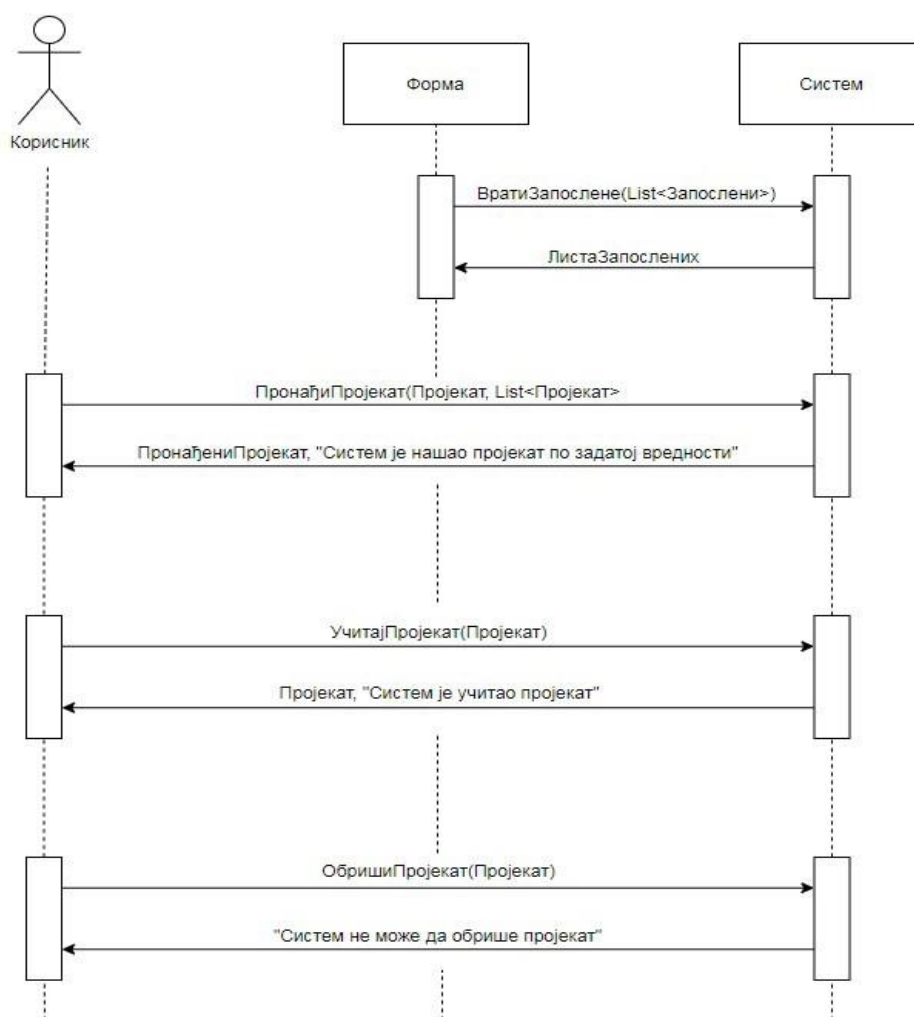 Форма
Систем
Корисник
ВратиЗапослене(List<Запослени>)
ЛистаЗапослених
ПронађиПројекат(Пројекат, List<Пројекат>
ПронађениПројекат, "Систем је нашао пројекат по задатој вредности"
УчитајПројекат(Пројекат)
Пројекат, "Систем је учитао пројекат"
ОбришиПројекат(Пројекат)
"Систем не може да обрише пројекат"